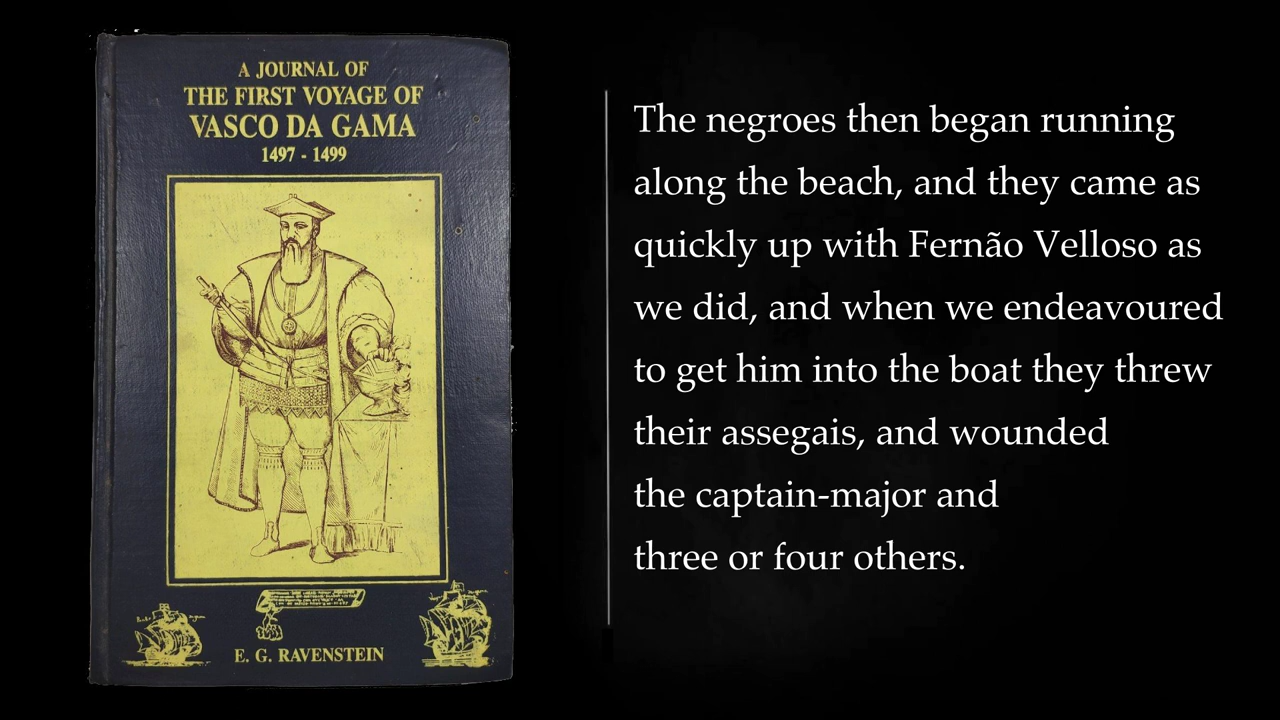 A JOURNAL OF
THE FIRST VOYAGE OF
VASCO DA GAMA
1497 - 1499
E. G. RAVENSTEIN
The negroes then began running
along the beach, and they came as
quickly up with Fernão Velloso as
we did, and when we endeavoured
to get him into the boat they threw
their assegais, and wounded
the captain-major and
three or four others.